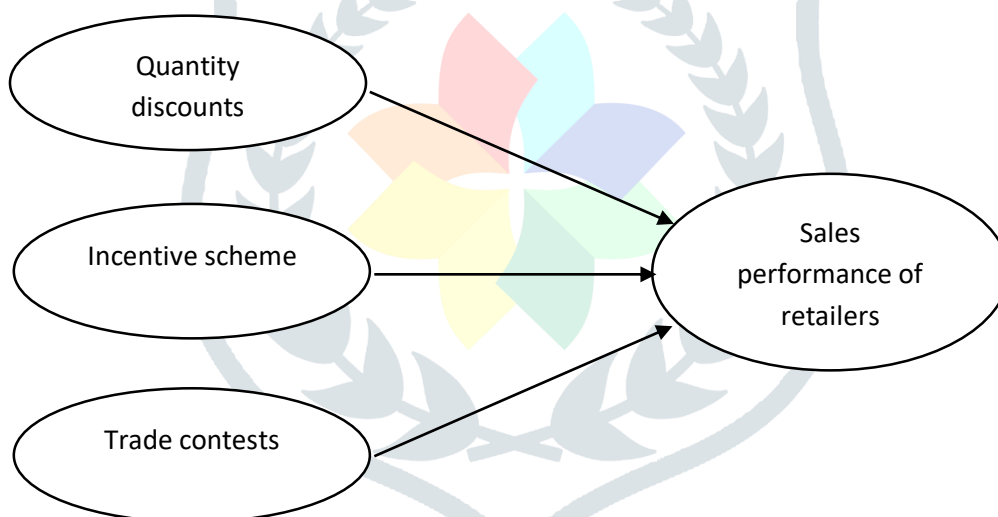 Quantity
discounts
Incentive scheme
Sales
performance of
retailers
Trade contests